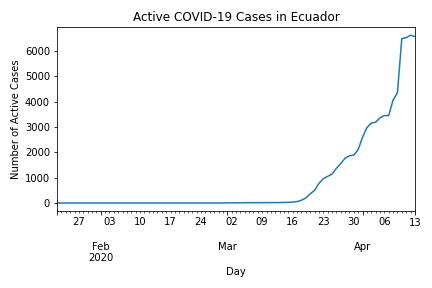 Active COVID-19 Cases in Ecuador
Number of Active Cases
6000
5000
4000
3000
2000
1000
0
27 03 10 17 24 02 09 16 23 30 06 13
Feb Mar Apr
2020
Day